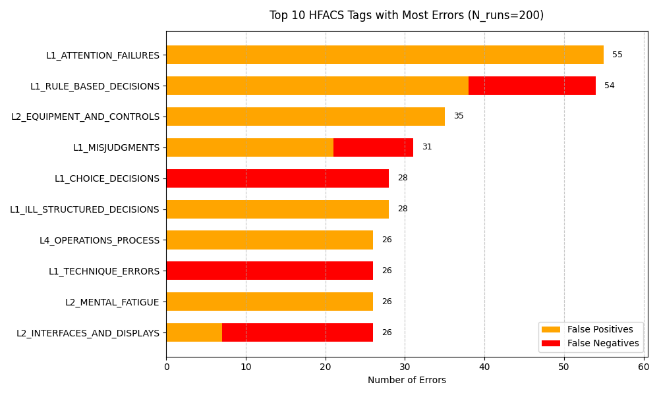 Top 10 HFACS Tags with Most Errors (N_runs=200)
L1_ATTENTION_FAILURES 55
L1_RULE_BASED_DECISIONS 54
L2_EQUIPMENT_AND_CONTROLS 35
L1_MISJUDGMENTS 31
L1_CHOICE_DECISIONS 28
L1_ILL_STRUCTURED_DECISIONS 28
L4_OPERATIONS_PROCESS 26
L1_TECHNIQUE_ERRORS 26
L2_MENTAL_FATIGUE 26
L2_INTERFACES_AND_DISPLAYS 26
False Positives
False Negatives
0 10 20 30 40 50 60
Number of Errors